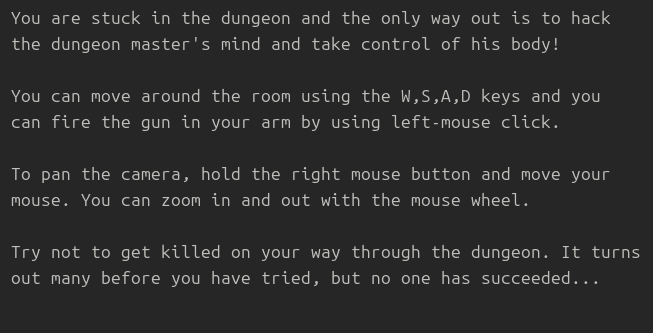 You are stuck in the dungeon and the only way out is to hack
the dungeon master's mind and take control of his body!
You can move around the room using the W,S,A,D keys and you
can fire the gun in your arm by using left-mouse click.
To pan the camera, hold the right mouse button and move your
mouse. You can zoom in and out with the mouse wheel.
Try not to get killed on your way through the dungeon. It turns
out many before you have tried, but no one has succeeded...